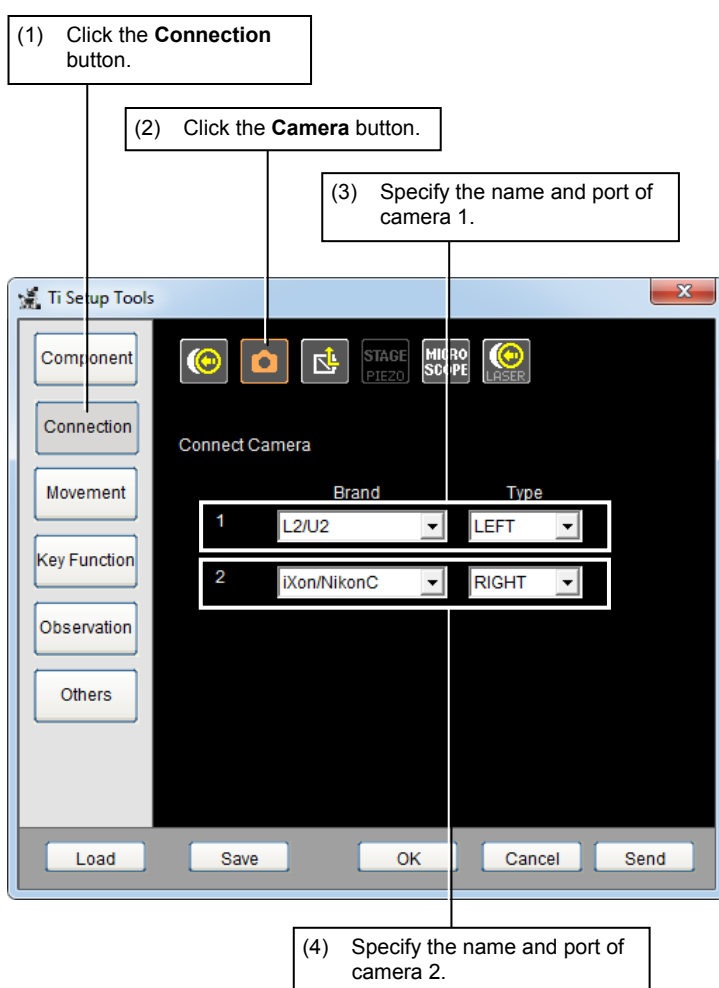 (1) Click the Connection
button.
(2) Click the Camera button.
(3) Specify the name and port of
camera 1.
Ti Setup Tools
Component
STAGE
PIEZO
MICRO
SCOPE
LASER
Connection
Connect Camera
Movement
Brand Type
1 L2/U2 LEFT
Key Function
2 iXon/NikonC RIGHT
Observation
Others
Load Save OK Cancel Send
(4) Specify the name and port of
camera 2.